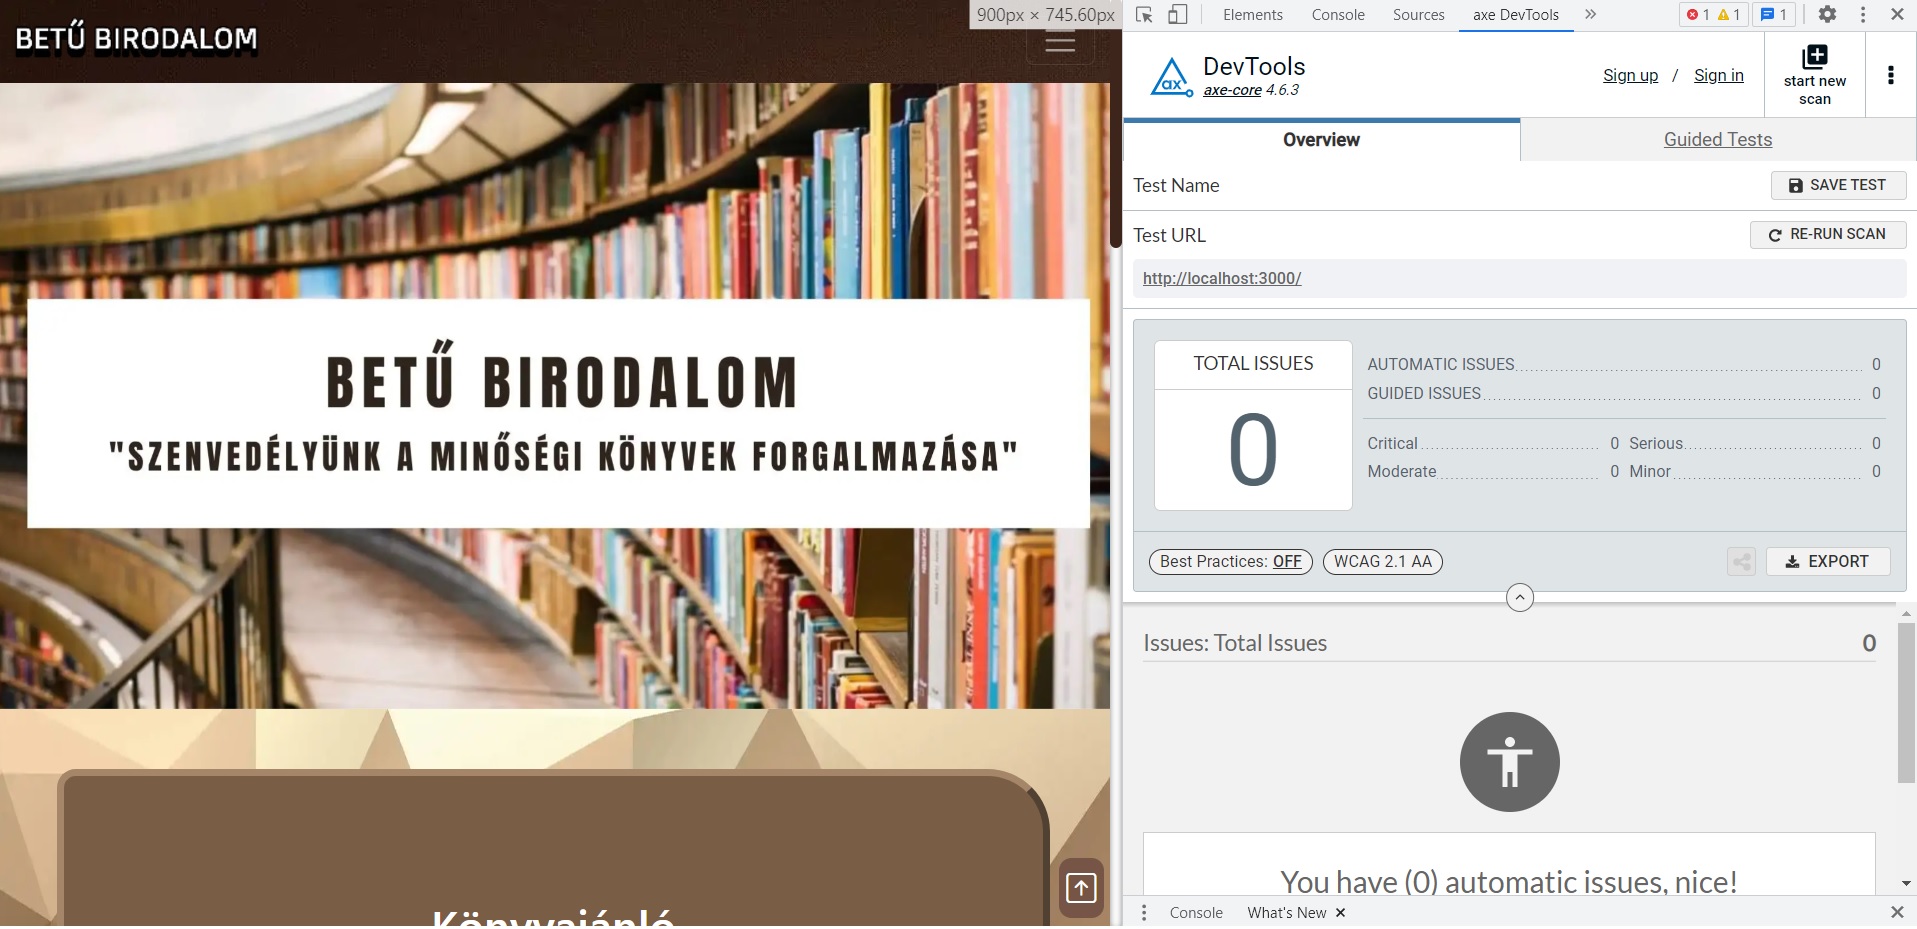 BETŰ BIRODALOM
900px × 745.60px
BETŰ BIRODALOM
"SZENVEDÉLYÜNK A MINŐSÉGI KÖNYVEK FORGALMAZÁSA"
Könyvajánló
Elements Console Sources axe DevTools » 1 1 1
DevTools
axe-core 4.6.3
Sign up / Sign in
start new
scan
Overview Guided Tests
Test Name SAVE TEST
Test URL RE-RUN SCAN
http://localhost:3000/
TOTAL ISSUES
0
AUTOMATIC ISSUES 0
GUIDED ISSUES 0
Critical 0 Serious 0
Moderate 0 Minor 0
Best Practices: OFF WCAG 2.1 AA EXPORT
Issues: Total Issues 0
You have (0) automatic issues, nice!
Console What's New